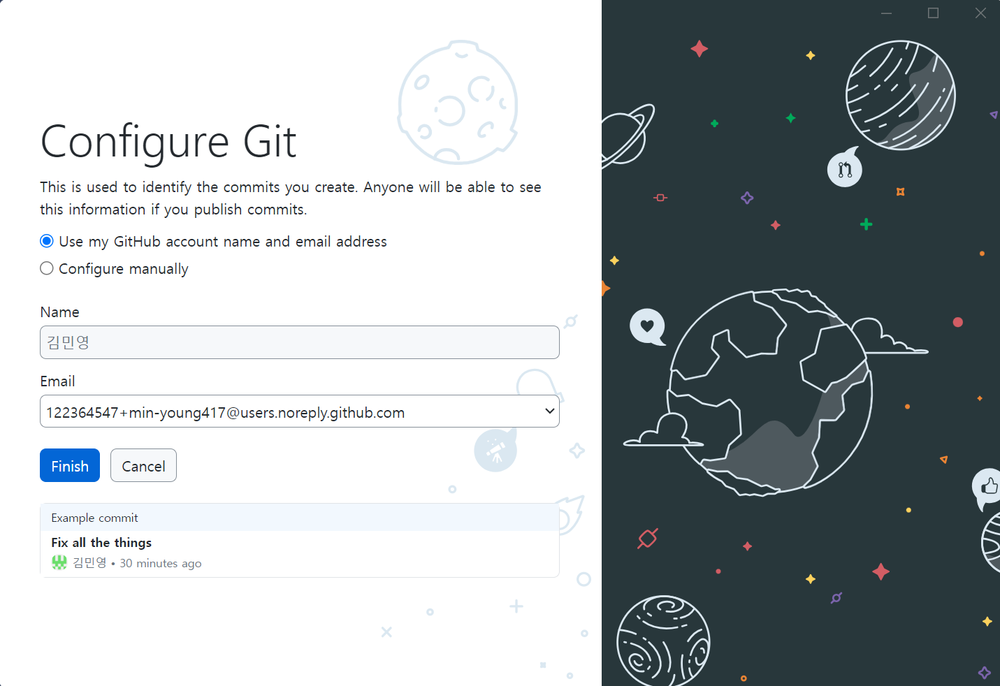 Configure Git
This is used to identify the commits you create. Anyone will be able to see
this information if you publish commits.
Use my GitHub account name and email address
Configure manually
Name
김민영
Email
122364547+min-young417@users.noreply.github.com
Finish
Cancel
Example commit
Fix all the things
김민영 • 30 minutes ago